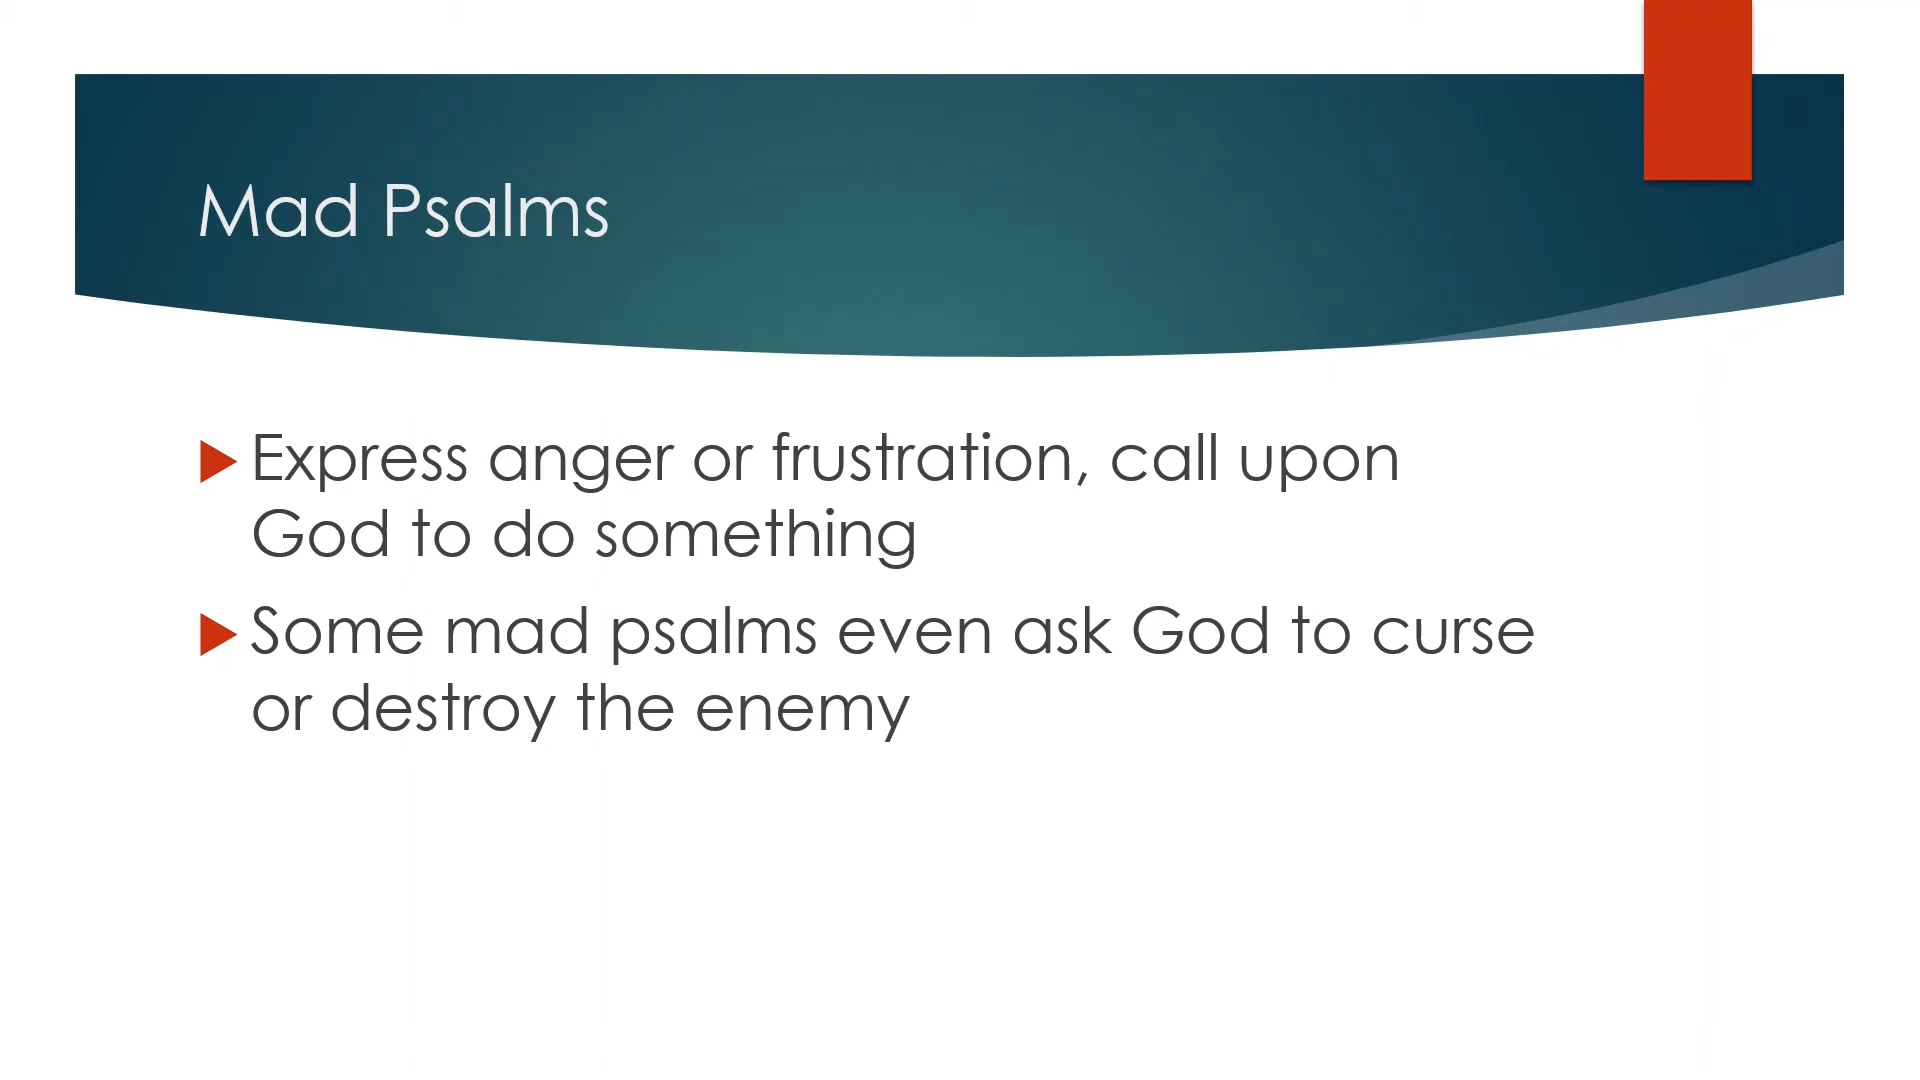 Mad Psalms
Express anger or frustration, call upon
God to do something
Some mad psalms even ask God to curse
or destroy the enemy